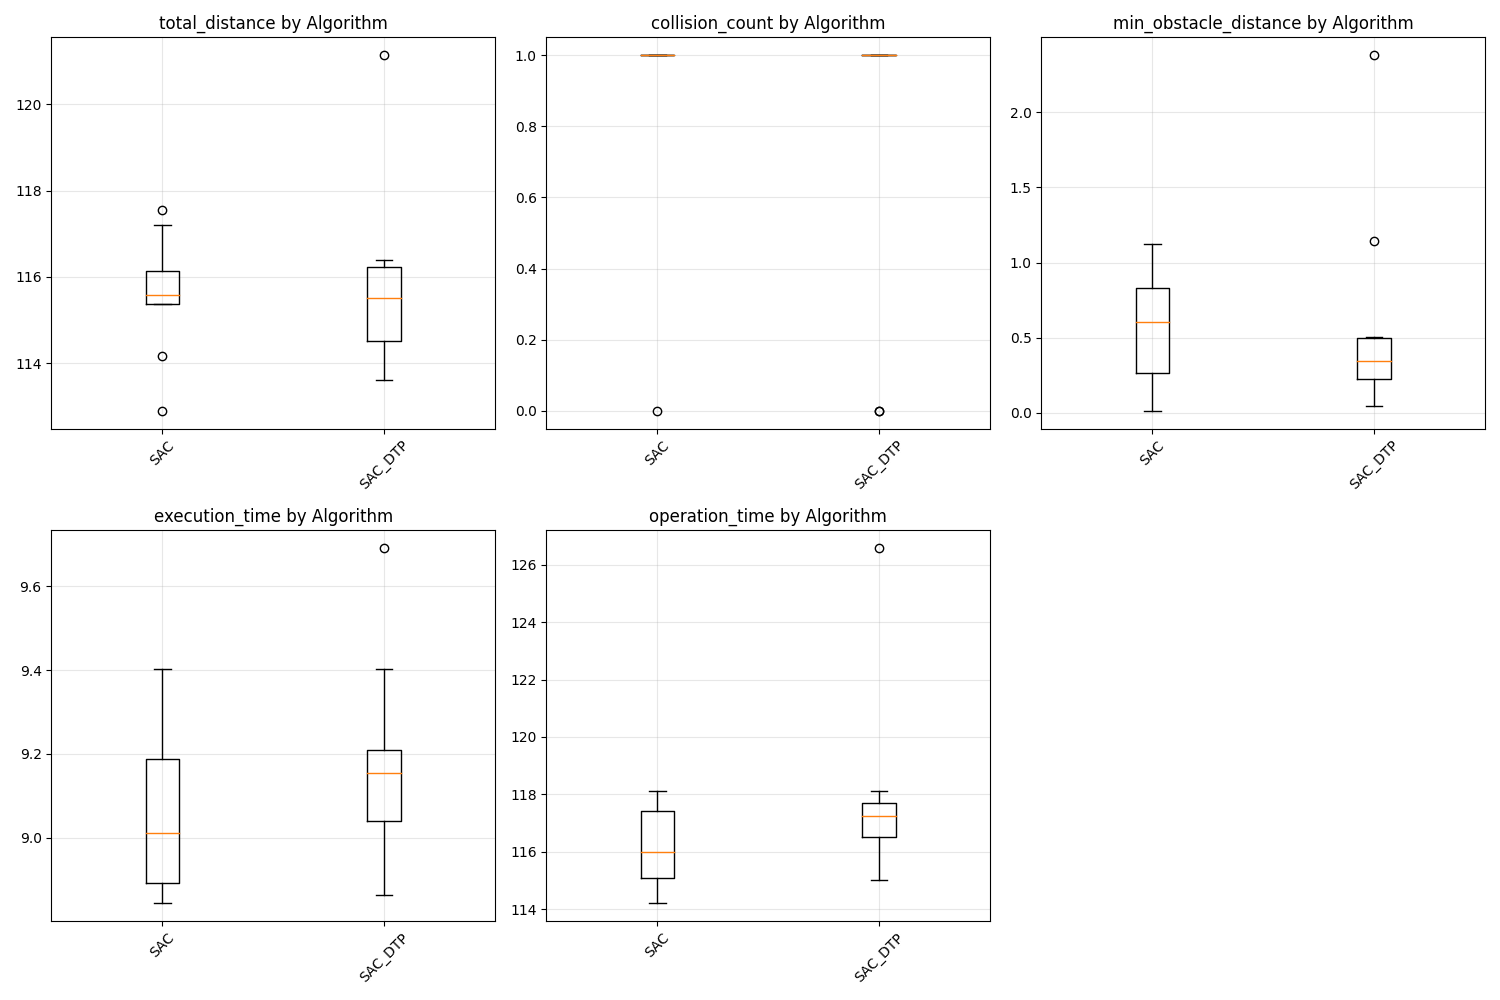 total_distance by Algorithm
120
118
116
114
SAC
SAC_DTP
collision_count by Algorithm
1.0
0.8
0.6
0.4
0.2
0.0
SAC
SAC_DTP
min_obstacle_distance by Algorithm
2.0
1.5
1.0
0.5
0.0
SAC
SAC_DTP
execution_time by Algorithm
9.6
9.4
9.2
9.0
SAC
SAC_DTP
operation_time by Algorithm
126
124
122
120
118
116
114
SAC
SAC_DTP